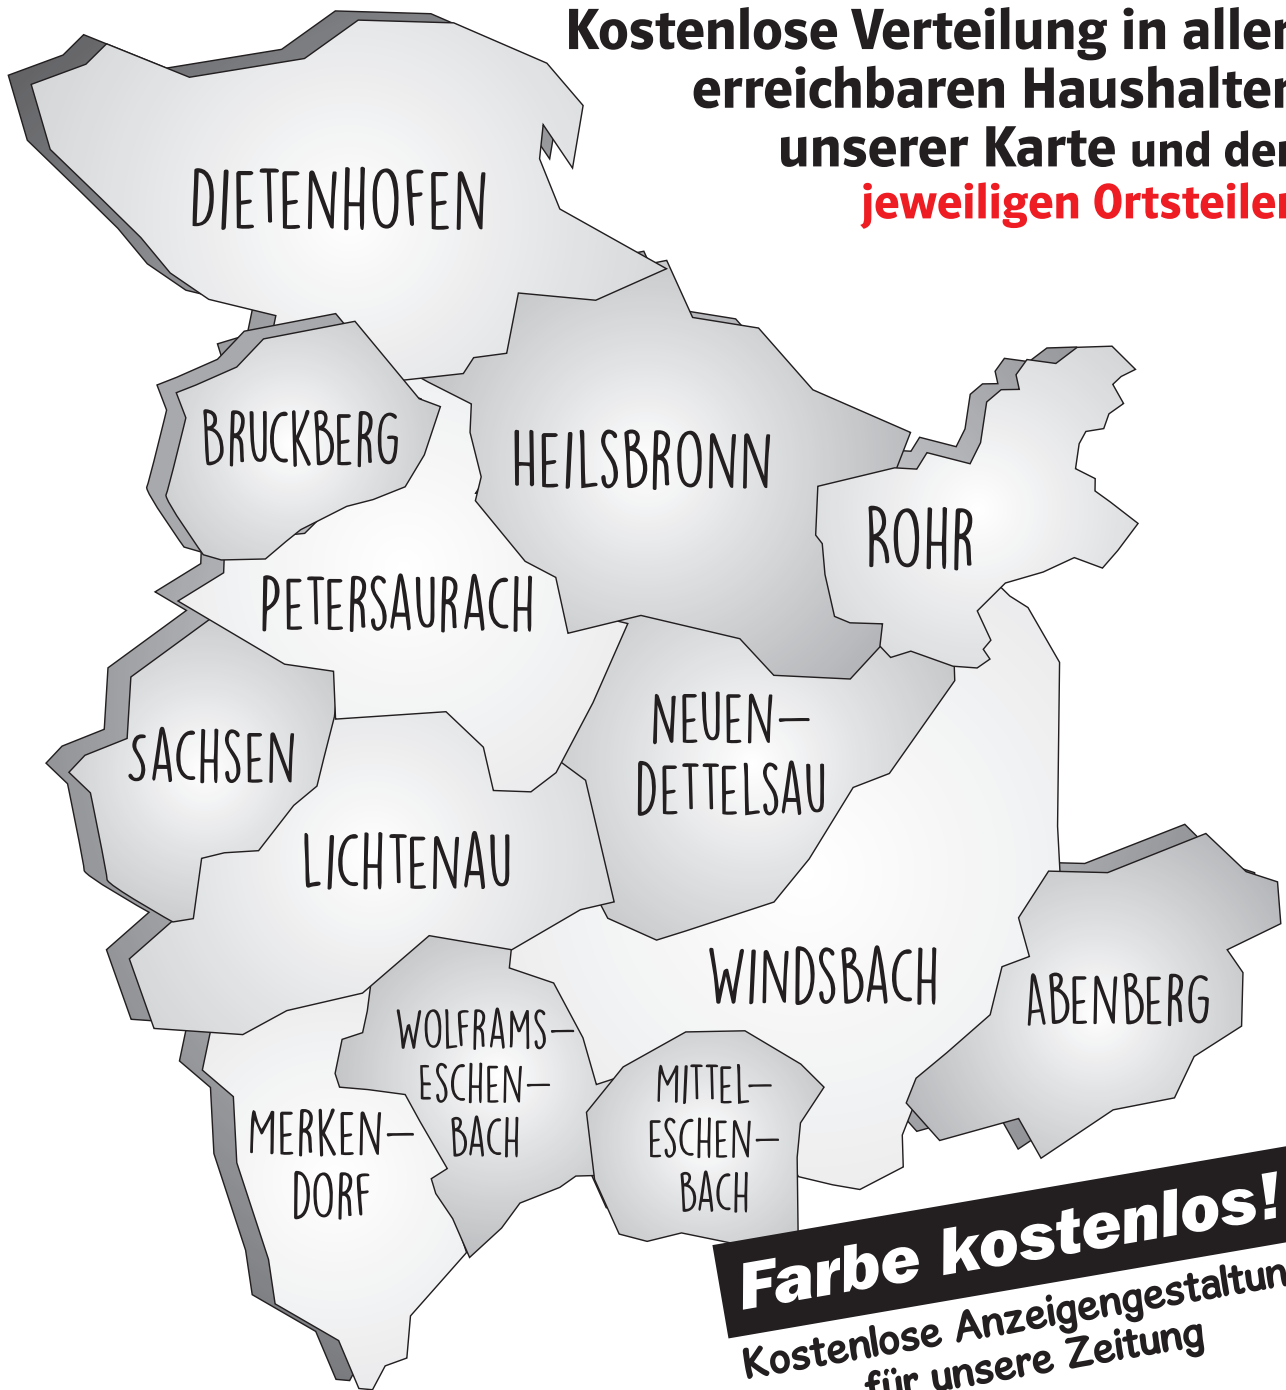 Kostenlose Verteilung in allen
erreichbaren Haushalten
unserer Karte und den
jeweiligen Ortsteilen
DIETENHOFEN
BRUCKBERG
HEILSBRONN
ROHR
PETERSAURACH
NEUEN-
DETTELSAU
SACHSEN
LICHTENAU
WINDSBACH
ABENBERG
WOLFRAMS-
ESCHEN-
BACH
MITTEL-
ESCHEN-
BACH
MERKEN-
DORF
Farbe kostenlos!
Kostenlose Anzeigengestaltun
für unsere Zeitung